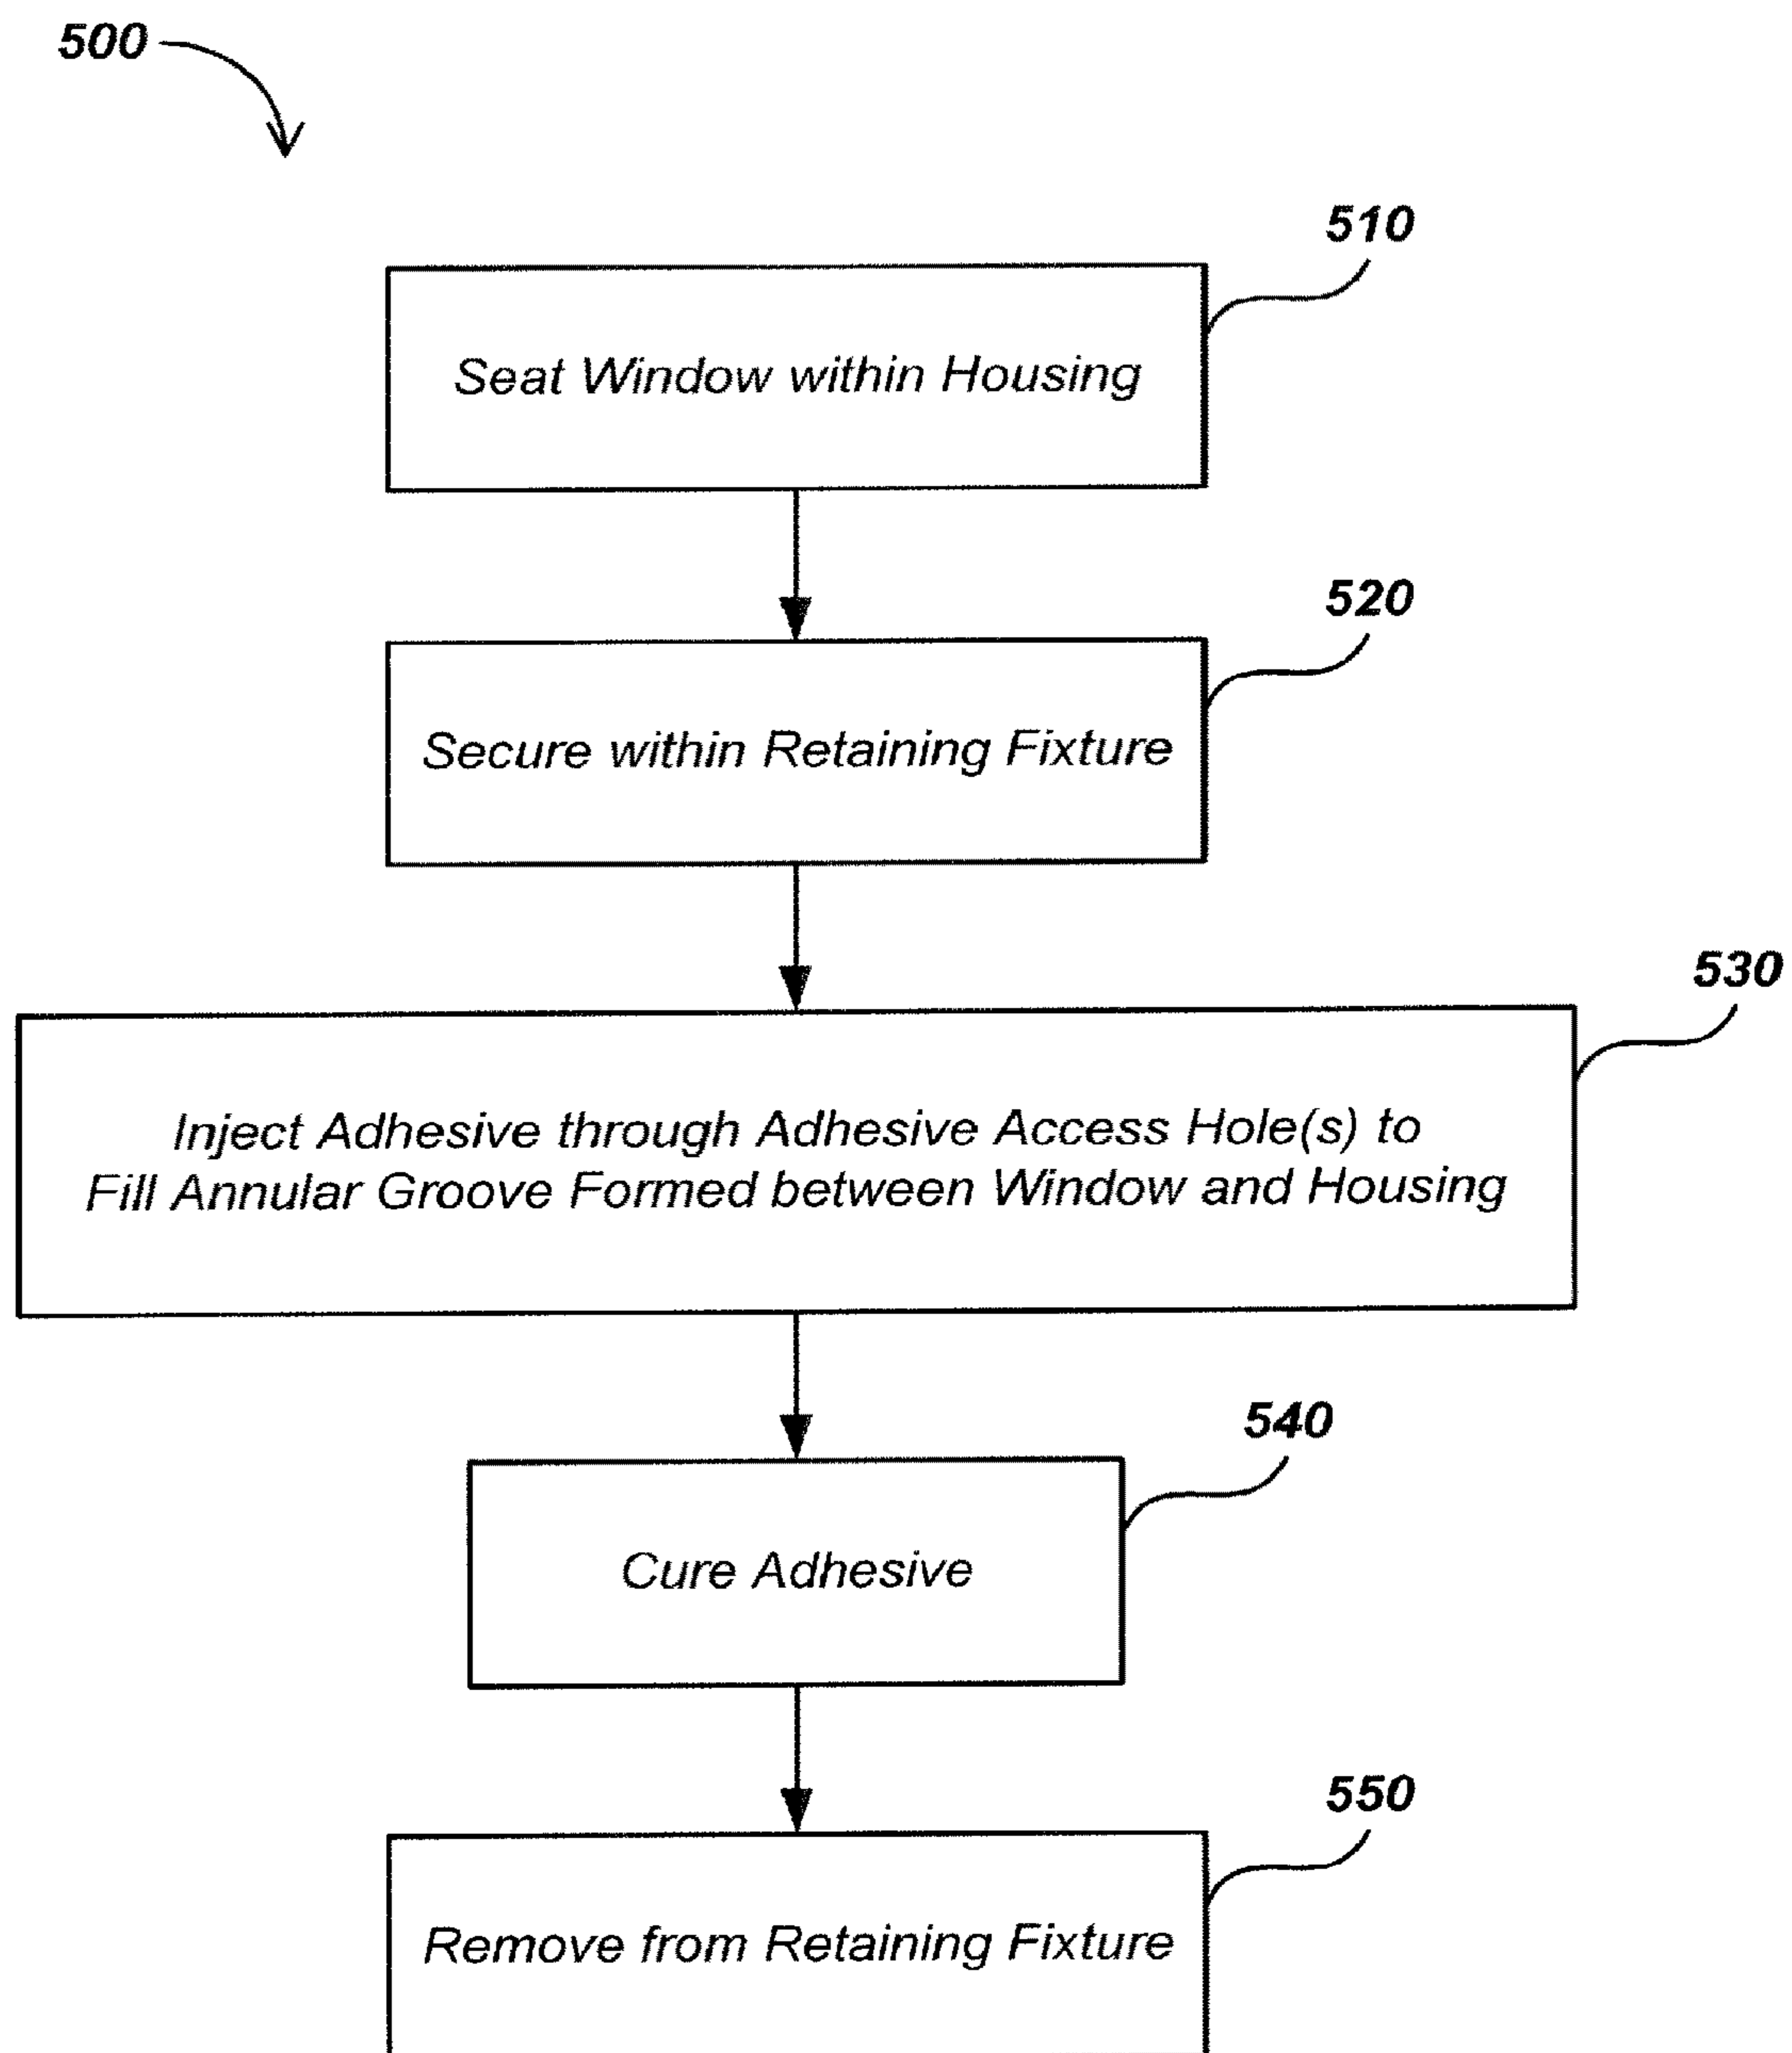 500
510
Seat Window within Housing
520
Secure within Retaining Fixture
530
Inject Adhesive through Adhesive Access Hole(s) to
Fill Annular Groove Formed between Window and Housing
540
Cure Adhesive
550
Remove from Retaining Fixture